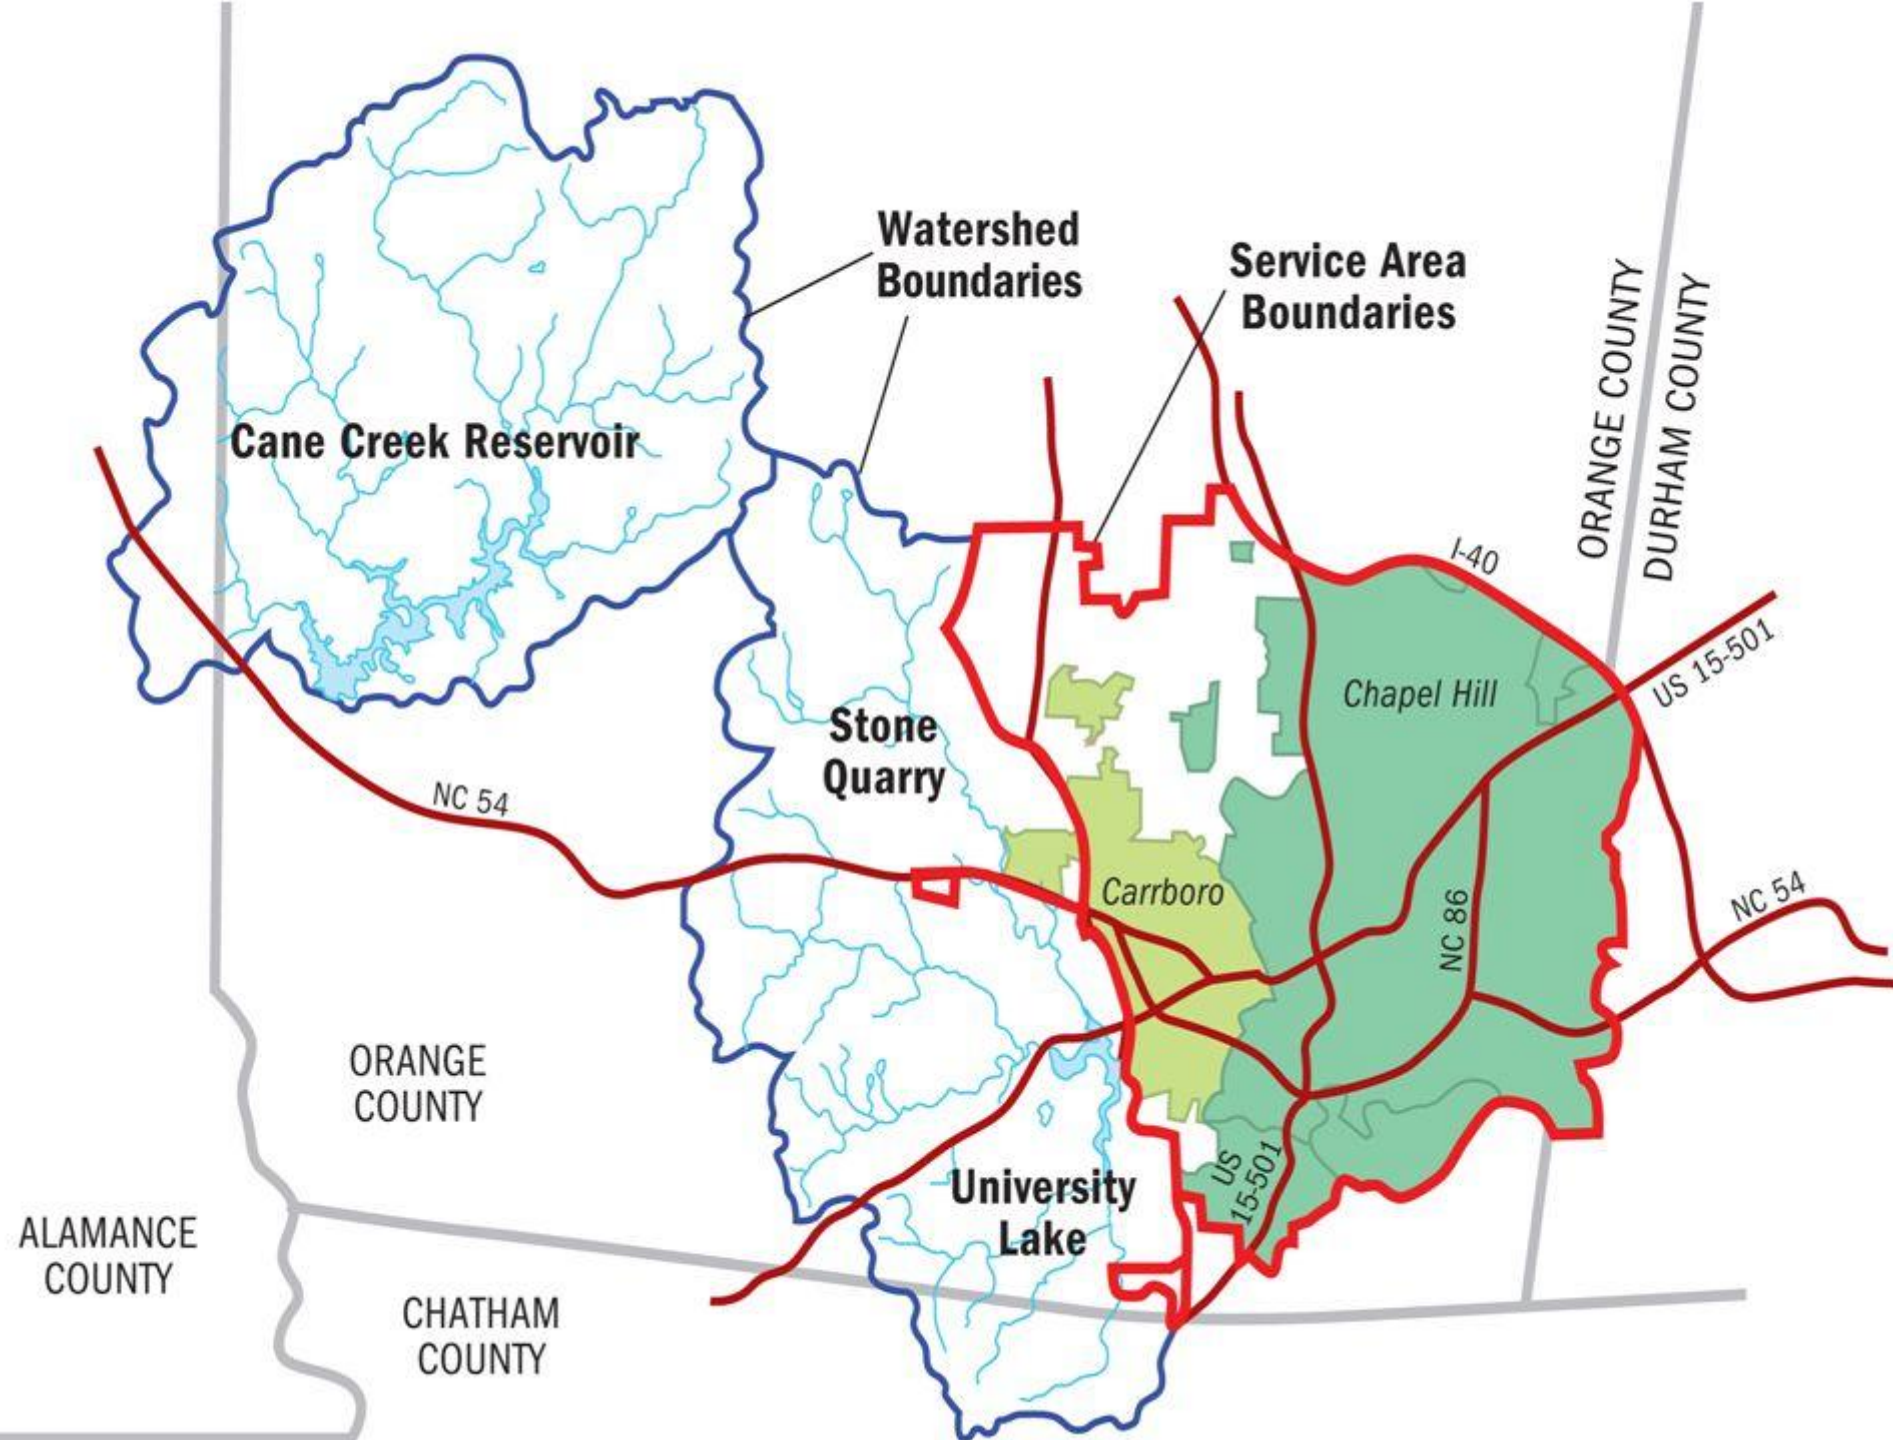 Watershed
Boundaries
Service Area
Boundaries
ORANGE COUNTY
DURHAM COUNTY
Cane Creek Reservoir
I-40
US 15-501
Chapel Hill
Stone
Quarry
NC 54
Carrboro
NC 86
NC 54
ORANGE
COUNTY
US
15-501
University
Lake
ALAMANCE
COUNTY
CHATHAM
COUNTY